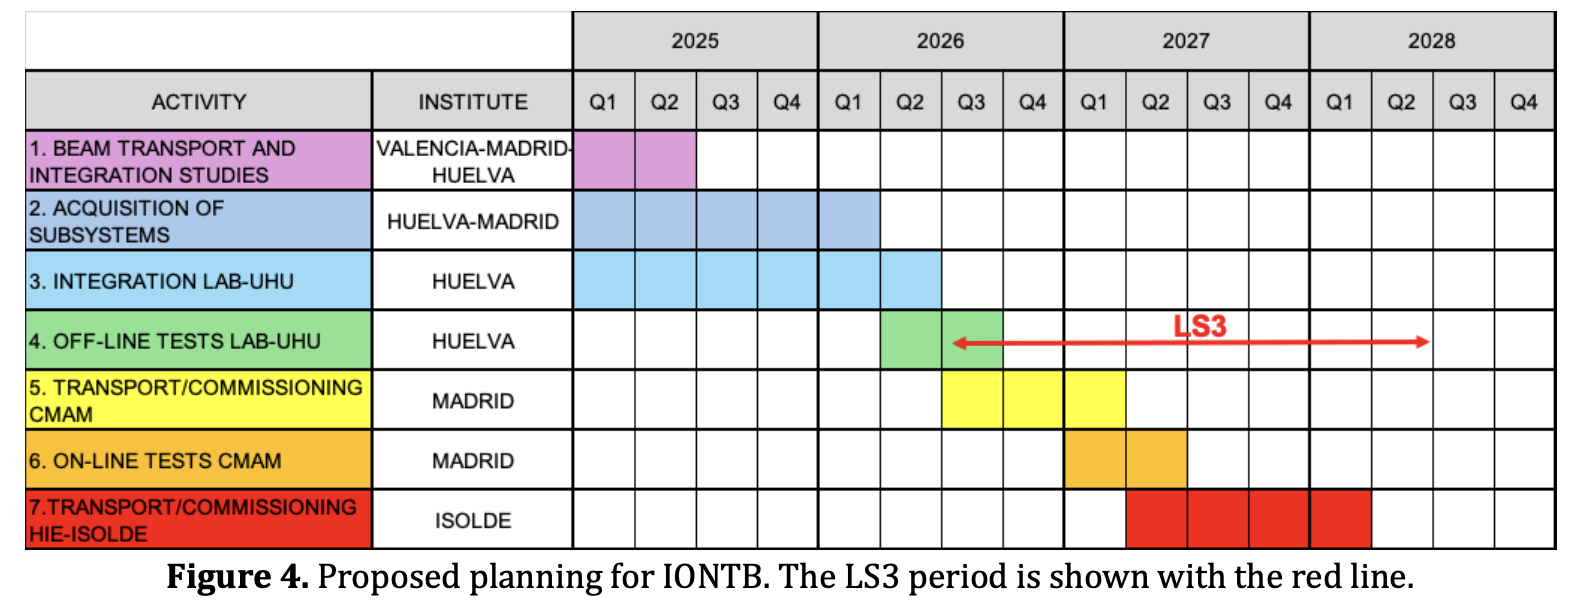 2025 2026 2027 2028
ACTIVITY INSTITUTE Q1 Q2 Q3 Q4 Q1 Q2 Q3 Q4 Q1 Q2 Q3 Q4 Q1 Q2 Q3 Q4
1. BEAM TRANSPORT AND
INTEGRATION STUDIES
VALENCIA-MADRID-
HUELVA
2. ACQUISITION OF
SUBSYSTEMS
HUELVA-MADRID
3. INTEGRATION LAB-UHU
HUELVA
4. OFF-LINE TESTS LAB-UHU
HUELVA
LS3
5. TRANSPORT/COMMISSIONING
CMAM
MADRID
6. ON-LINE TESTS CMAM
MADRID
7.TRANSPORT/COMMISSIONING
HIE-ISOLDE
ISOLDE
Figure 4. Proposed planning for IONTB. The LS3 period is shown with the red line.